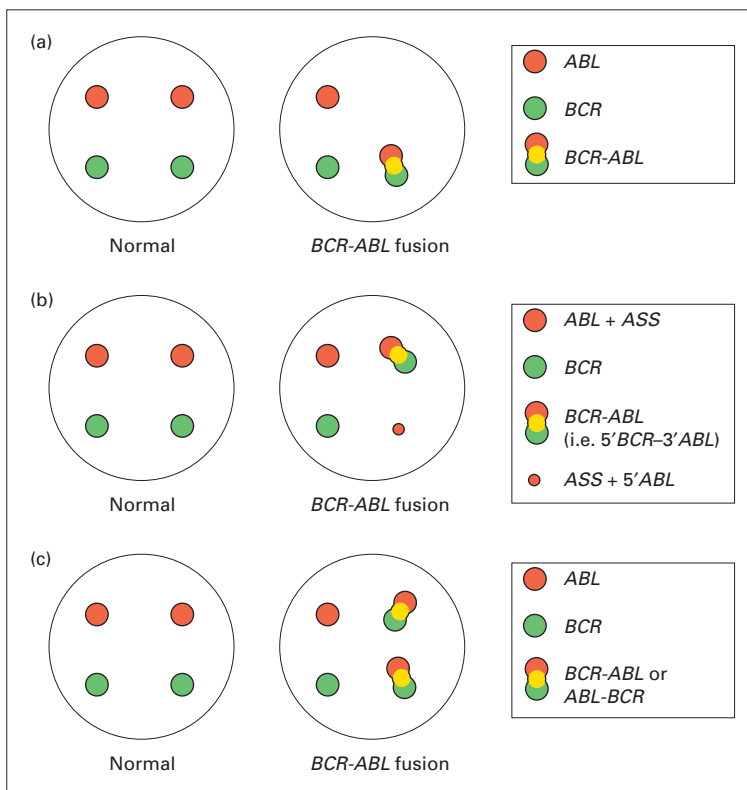 (a)
Normal
BCR-ABL fusion
ABL
BCR
BCR-ABL
(b)
Normal
BCR-ABL fusion
ABL + ASS
BCR
BCR-ABL
(i.e. 5′BCR–3′ABL)
ASS + 5′ABL
(c)
Normal
BCR-ABL fusion
ABL
BCR
BCR-ABL or
ABL-BCR